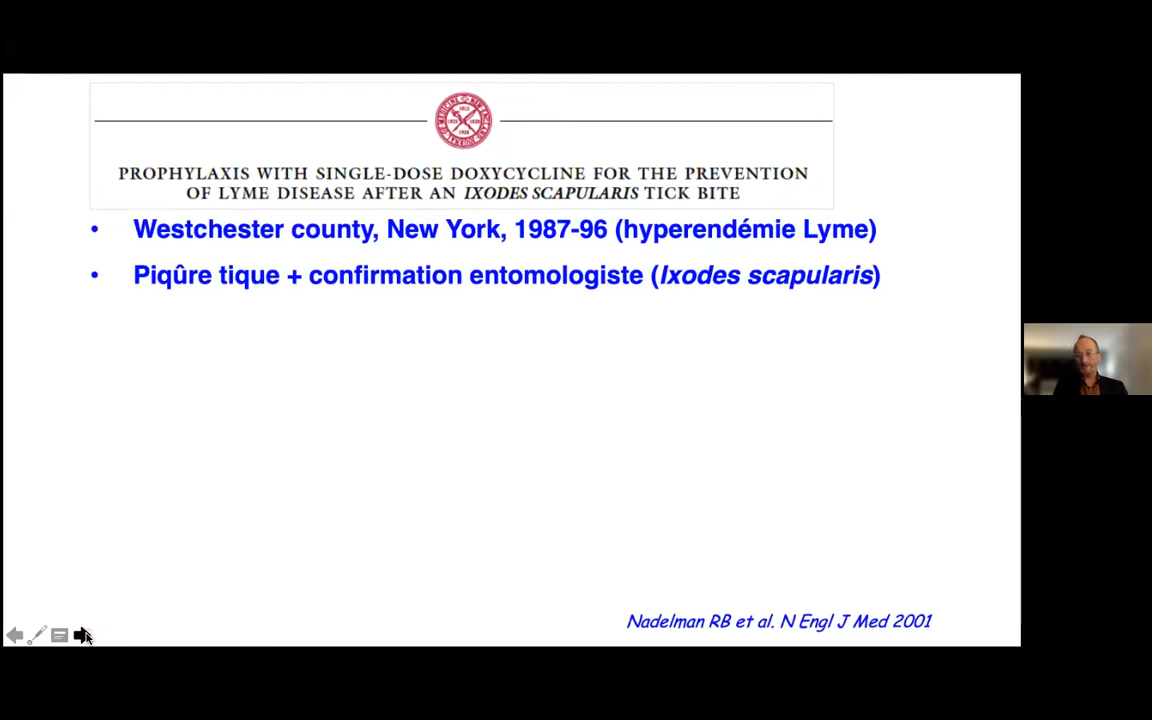 PROPHYLAXIS WITH SINGLE-DOSE DOXYCYCLINE FOR THE PREVENTION
OF LYME DISEASE AFTER AN IXODES SCAPULARIS TICK BITE
• Westchester county, New York, 1987-96 (hyperendémie Lyme)
• Piqûre tique + confirmation entomologiste (Ixodes scapularis)
Nadelman RB et al. N Engl J Med 2001